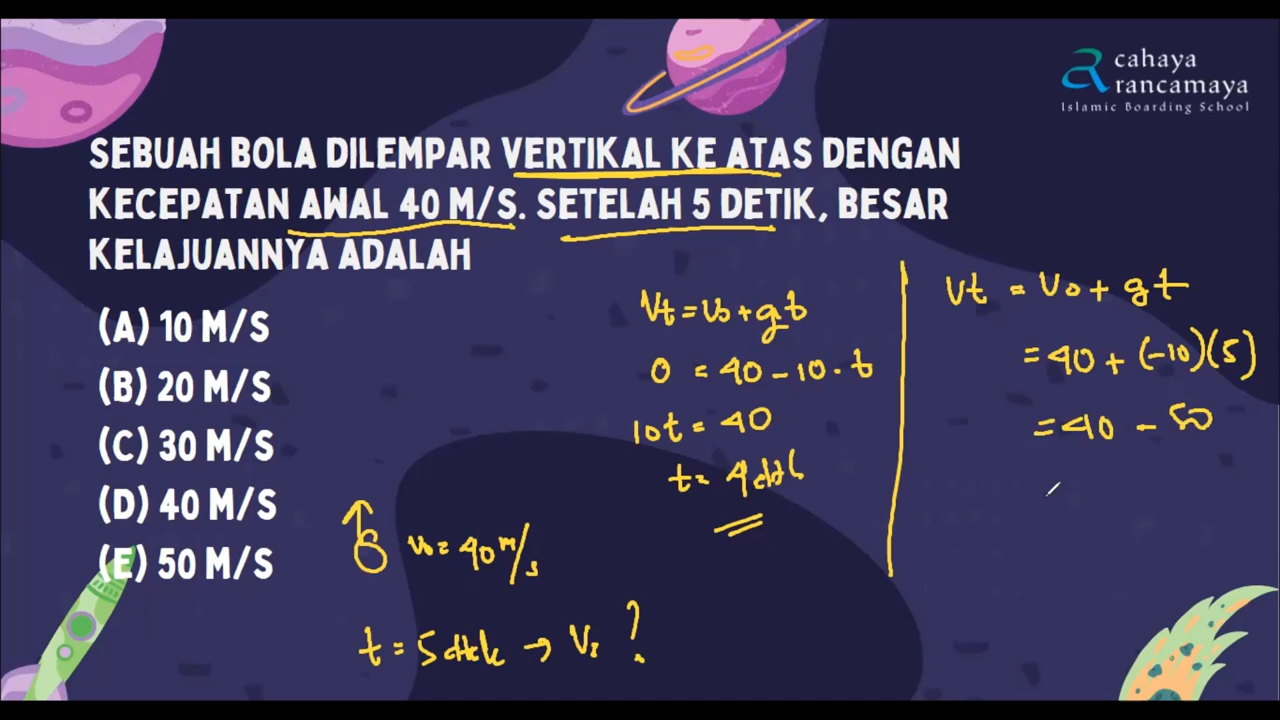 cahaya
rancamaya
Islamic Boarding School
SEBUAH BOLA DILEMPAR VERTIKAL KE ATAS DENGAN
KECEPATAN AWAL 40 M/S. SETELAH 5 DETIK, BESAR
KELAJUANNYA ADALAH
(A) 10 M/S
(B) 20 M/S
(C) 30 M/S
(D) 40 M/S
(E) 50 M/S
v₀ = 40 m/s
t = 5 dtk → V₅ ?
Vt = v₀ + gt
0 = 40 - 10 . t
10t = 40
t = 4 dtk
Vt = V₀ + gt
= 40 + (-10)(5)
= 40 - 50